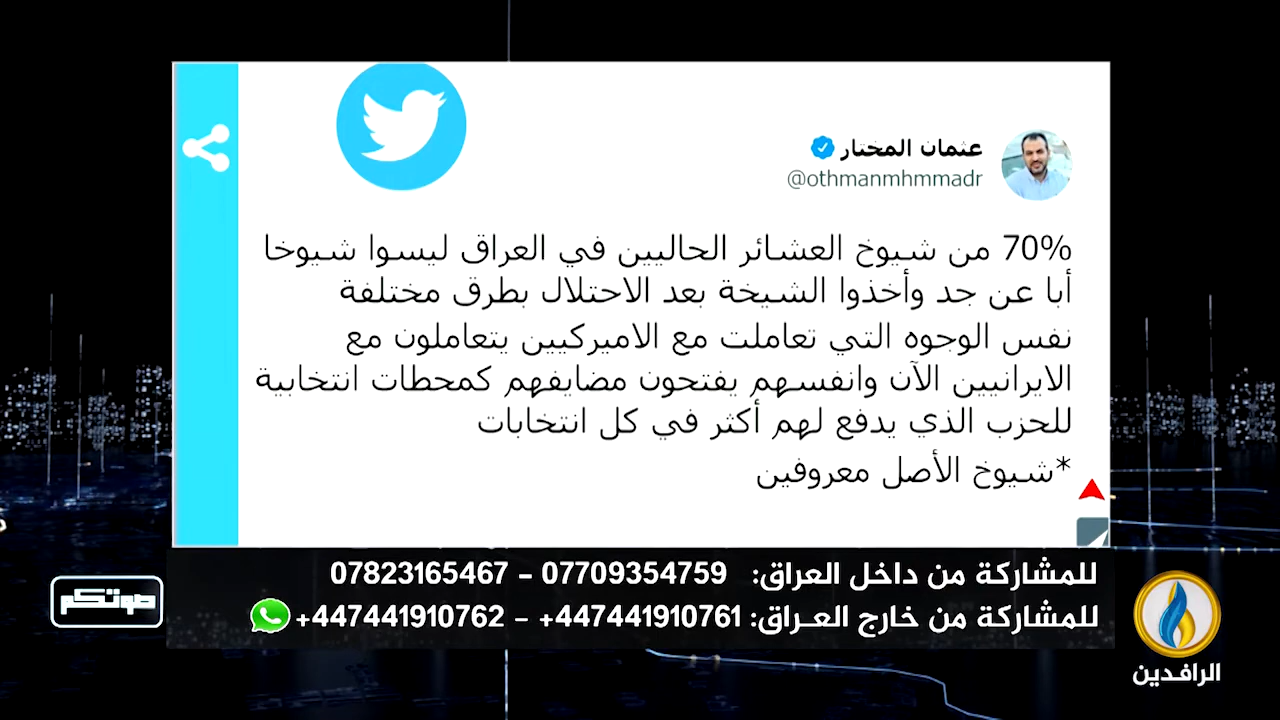 عثمان المختار
@othmanmhmmadr
70% من شيوخ العشائر الحاليين في العراق ليسوا شيوخا
أبا عن جد وأخذوا الشيخة بعد الاحتلال بطرق مختلفة
نفس الوجوه التي تعاملت مع الاميركيين يتعاملون مع
الايرانيين الآن وانفسهم يفتحون مضايفهم كمحطات انتخابية
للحزب الذي يدفع لهم أكثر في كل انتخابات
*شيوخ الأصل معروفين
للمشاركة من داخل العراق: 07709354759 - 07823165467
للمشاركة من خارج العراق: 447441910761+ - 447441910762+
صوتكم
الرافدين